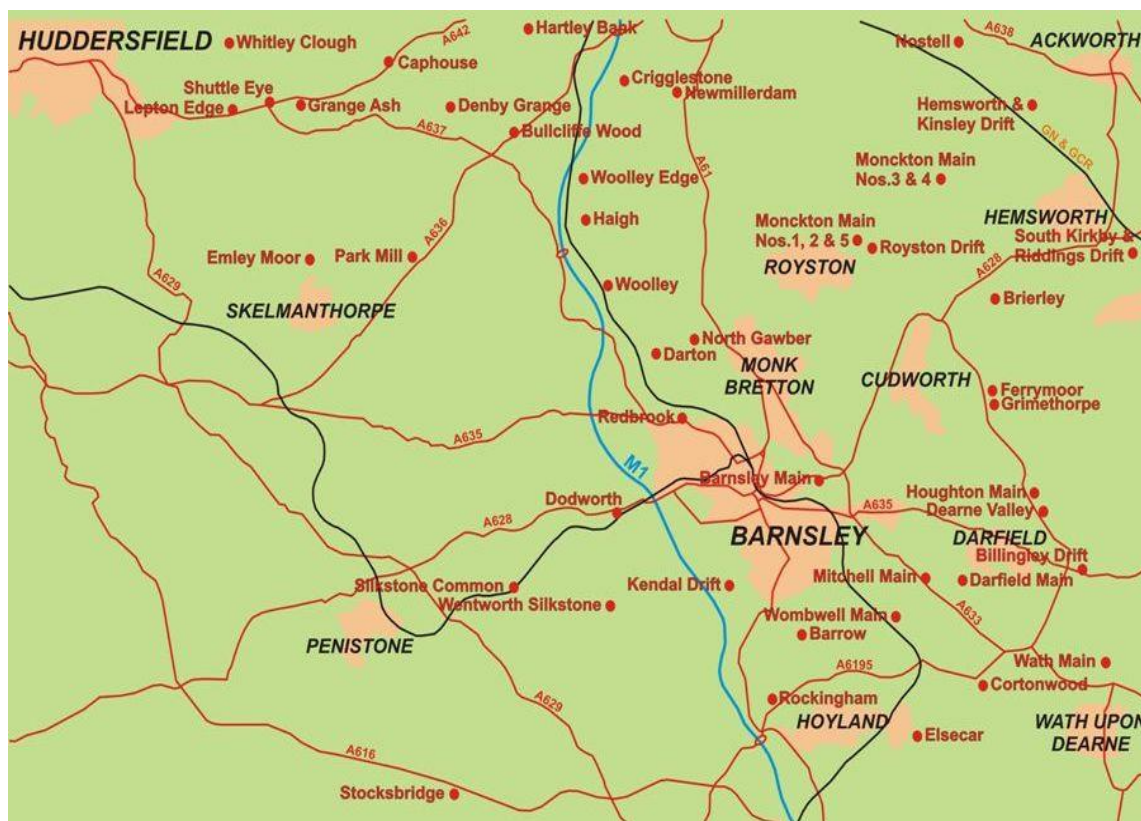 HUDDERSFIELD
Whitley Clough
A642
Hartley Bank
Nostell
A638
ACKWORTH
Caphouse
Shuttle Eye
Crigglestone
Newmillerdam
Lepton Edge
Grange Ash
Denby Grange
Hemsworth &
Kinsley Drift
A637
Bullcliffe Wood
GN & GCR
A61
Monckton Main
Nos.3 & 4
Woolley Edge
Haigh
HEMSWORTH
Monckton Main
Nos.1, 2 & 5
Royston Drift
South Kirkby &
Riddings Drift
A636
Emley Moor
Park Mill
ROYSTON
A628
A629
Woolley
Brierley
SKELMANTHORPE
North Gawber
Darton
MONK
BRETTON
CUDWORTH
Ferrymoor
Grimethorpe
Redbrook
A635
M1
Barnsley Main
Dodworth
Houghton Main
Dearne Valley
A635
A628
BARNSLEY
DARFIELD
Billingley Drift
Silkstone Common
Kendal Drift
Mitchell Main
Darfield Main
Wentworth Silkstone
Wombwell Main
A633
Barrow
PENISTONE
A6195
Wath Main
Cortonwood
A629
Rockingham
HOYLAND
WATH UPON
DEARNE
Elsecar
A616
Stocksbridge